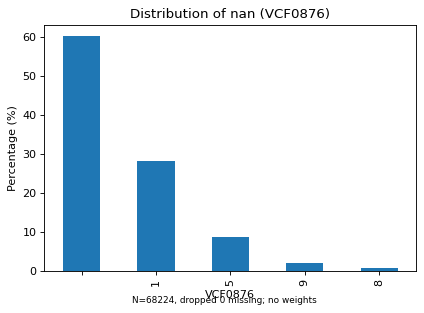 Distribution of nan (VCF0876)
Percentage (%)
60
50
40
30
20
10
0
1
5
9
8
VCF0876
N=68224, dropped 0 missing; no weights